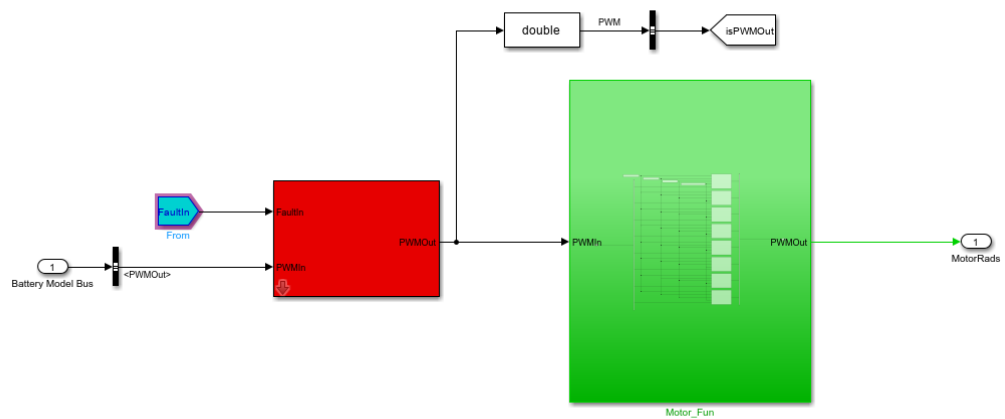 double
PWM
isPWMOut
FaultIn
From
FaultIn
PWMOut
PWMIn
1
Battery Model Bus
<PWMOut>
PWMIn
PWMOut
1
MotorRads
Motor_Fun